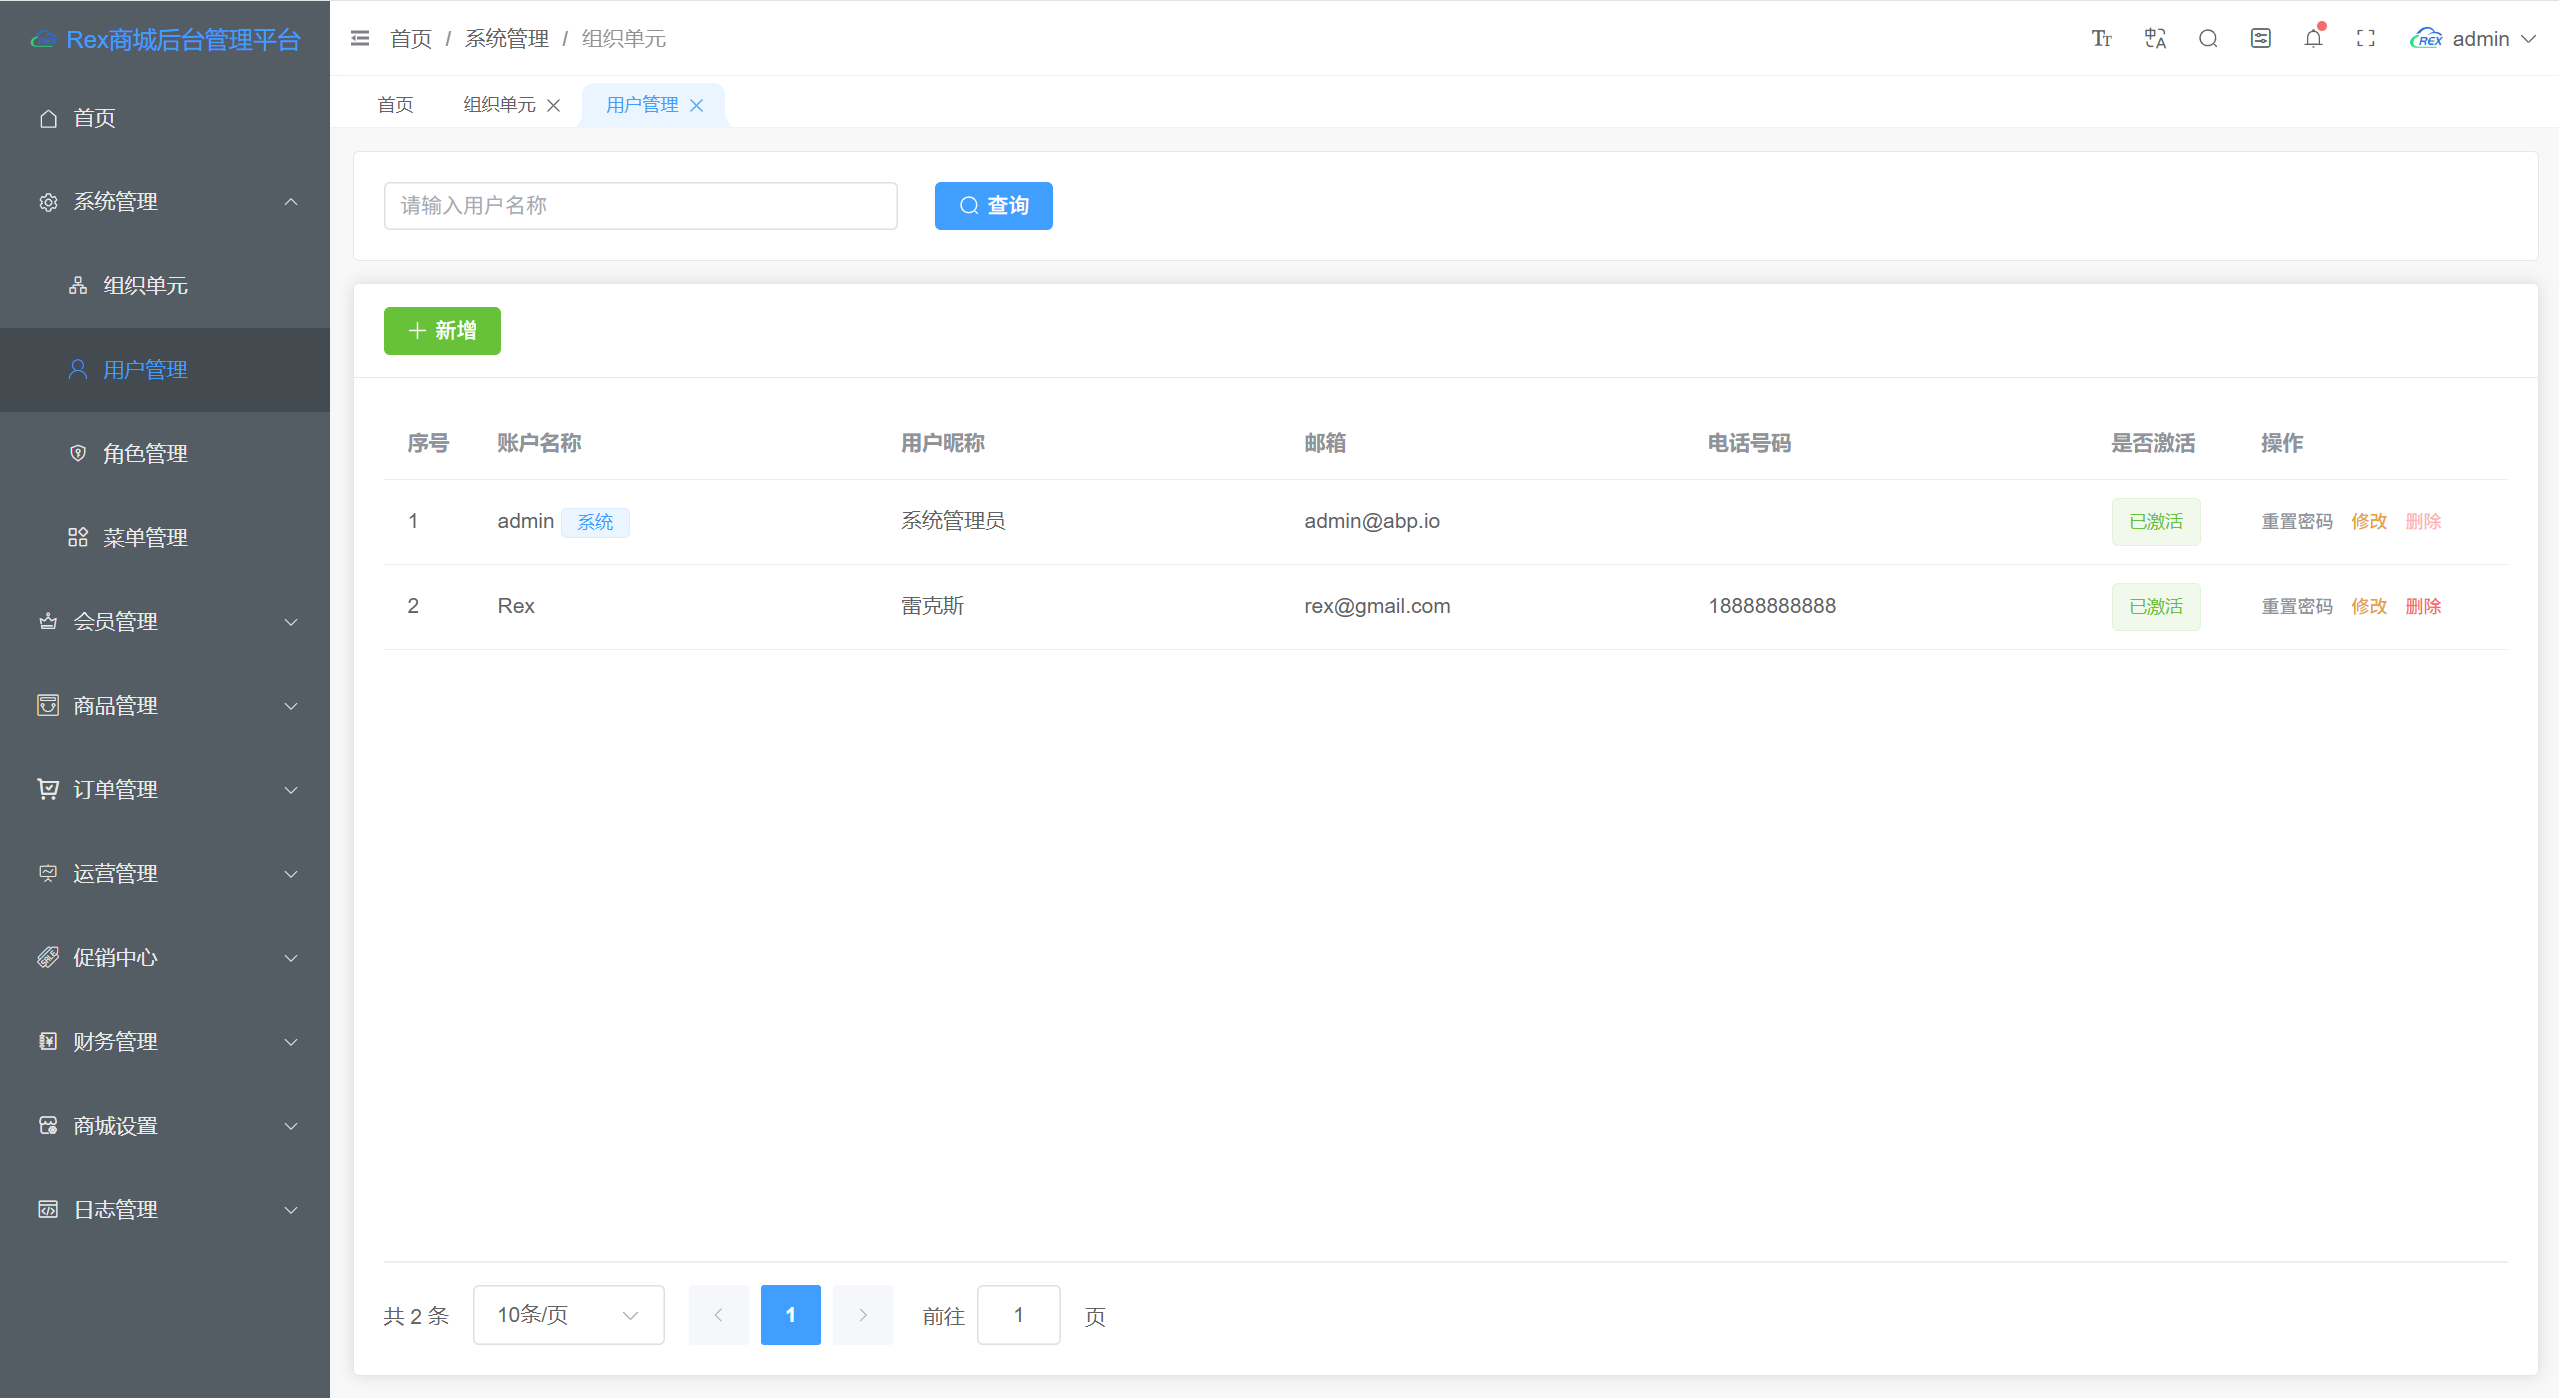 Rex商城后台管理平台
首页
系统管理
组织单元
用户管理
角色管理
菜单管理
会员管理
商品管理
订单管理
运营管理
促销中心
财务管理
商城设置
日志管理
首页 / 系统管理 / 组织单元
admin
首页 组织单元 用户管理
请输入用户名称 查询
新增
序号 账户名称 用户昵称 邮箱 电话号码 是否激活 操作
1 admin 系统 系统管理员 admin@abp.io 已激活 重置密码 修改 删除
2 Rex 雷克斯 rex@gmail.com 18888888888 已激活 重置密码 修改 删除
共 2 条 10条/页 1 前往 1 页